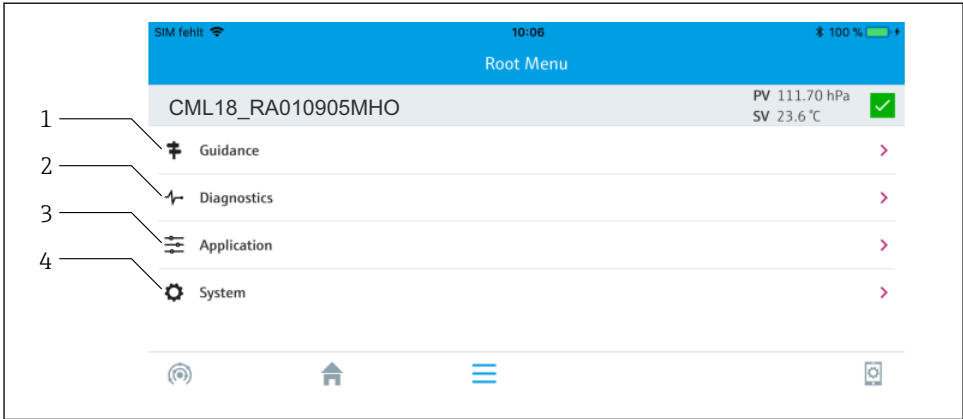 SIM fehlt 10:06 100 %
Root Menu
CML18_RA010905MHO
PV 111.70 hPa
SV 23.6 °C
1
Guidance
2
Diagnostics
3
Application
4
System